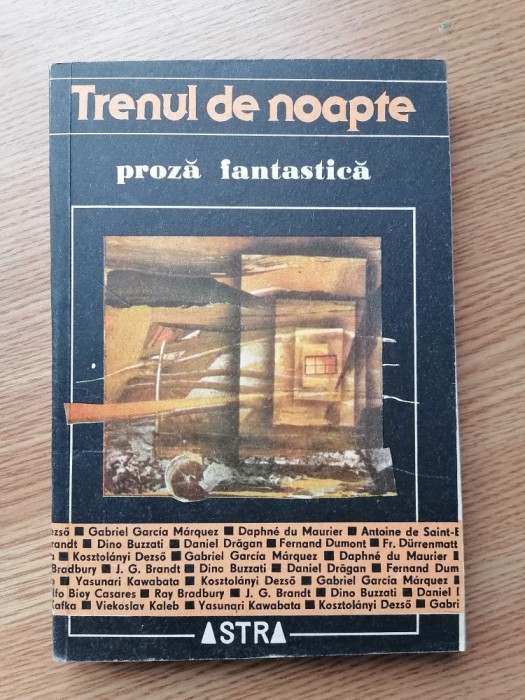 Trenul de noapte
proză fantastică
■ Gabriel García Márquez ■ Daphné du Maurier ■ Antoine de
■ Dino Buzzati ■ Daniel Drăgan ■ Fernand Dumont ■ Fr. Dürrenmatt
■ Kosztolányi Dezső ■ Gabriel García Márquez ■ Daphné du Maurier
Bradbury ■ J. G. Brandt ■ Dino Buzzati ■ Daniel Drăgan ■ Fernand
■ Yasunari Kawabata ■ Kosztolányi Dezső ■ Gabriel García Márquez ■
Bioy Casares ■ Ray Bradbury ■ J. G. Brandt ■ Dino Buzzati ■ Daniel
■ Viekoslav Kaleb ■ Yasunari Kawabata ■ Kosztolányi Dezső ■
ASTRA